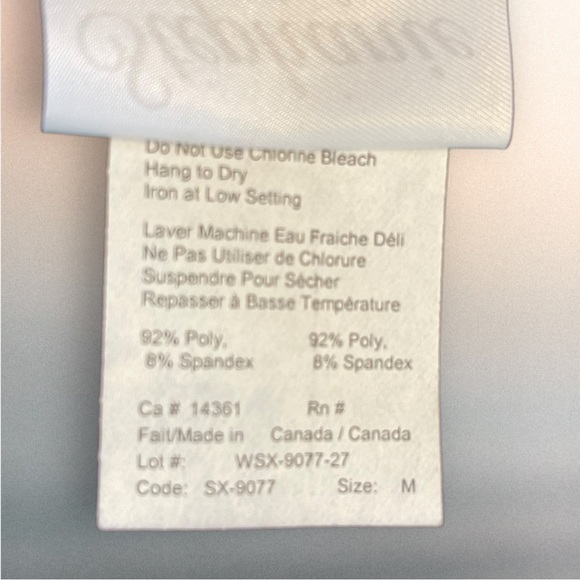 Stephanie
Do Not Use Chlorine Bleach
Hang to Dry
Iron at Low Setting
Laver Machine Eau Fraiche Déli
Ne Pas Utiliser de Chlorure
Suspendre Pour Sécher
Repasser à Basse Température
92% Poly, 92% Poly,
8% Spandex 8% Spandex
Ca # 14361 Rn #
Fait/Made in Canada / Canada
Lot #: WSX-9077-27
Code: SX-9077 Size: M